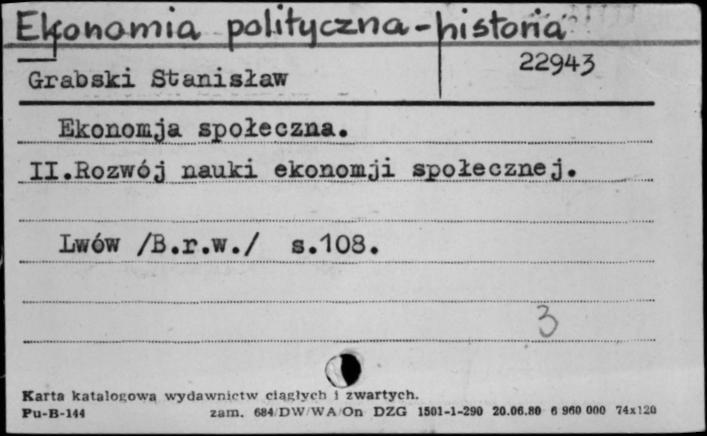 Ekonomia polityczna-historia
22943
Grabski Stanisław
Ekonomja społeczna.
II.Rozwój nauki ekonomji społecznej.
Lwów /B.r.w./ s.108.
3
Karta katalogowa wydawnictw ciągłych i zwartych.
Pu-B-144 zam. 684/DW/WA/On DZG 1501-1-290 20.06.80 6 960 000 74x120